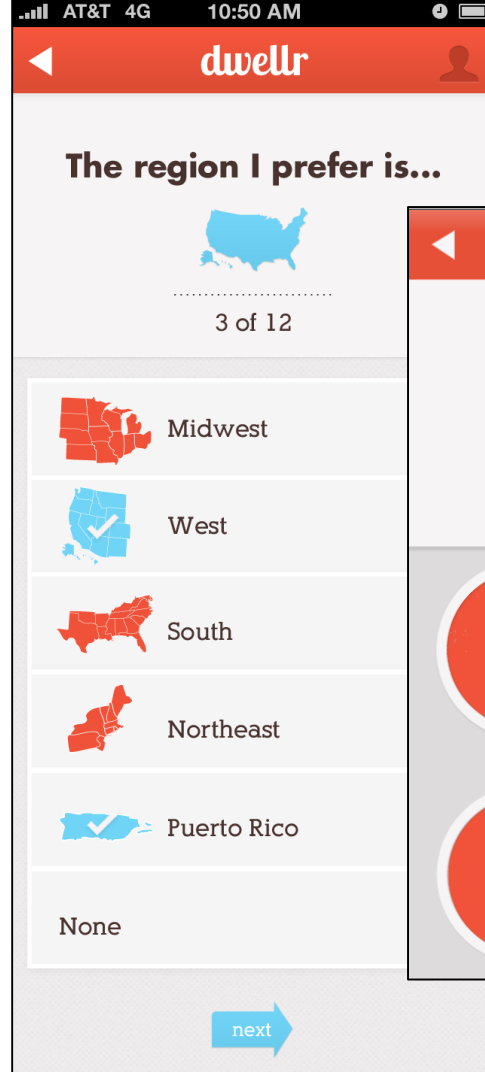 AT&T 4G 10:50 AM
dwellr
The region I prefer is...
3 of 12
Midwest
West
South
Northeast
Puerto Rico
None
next